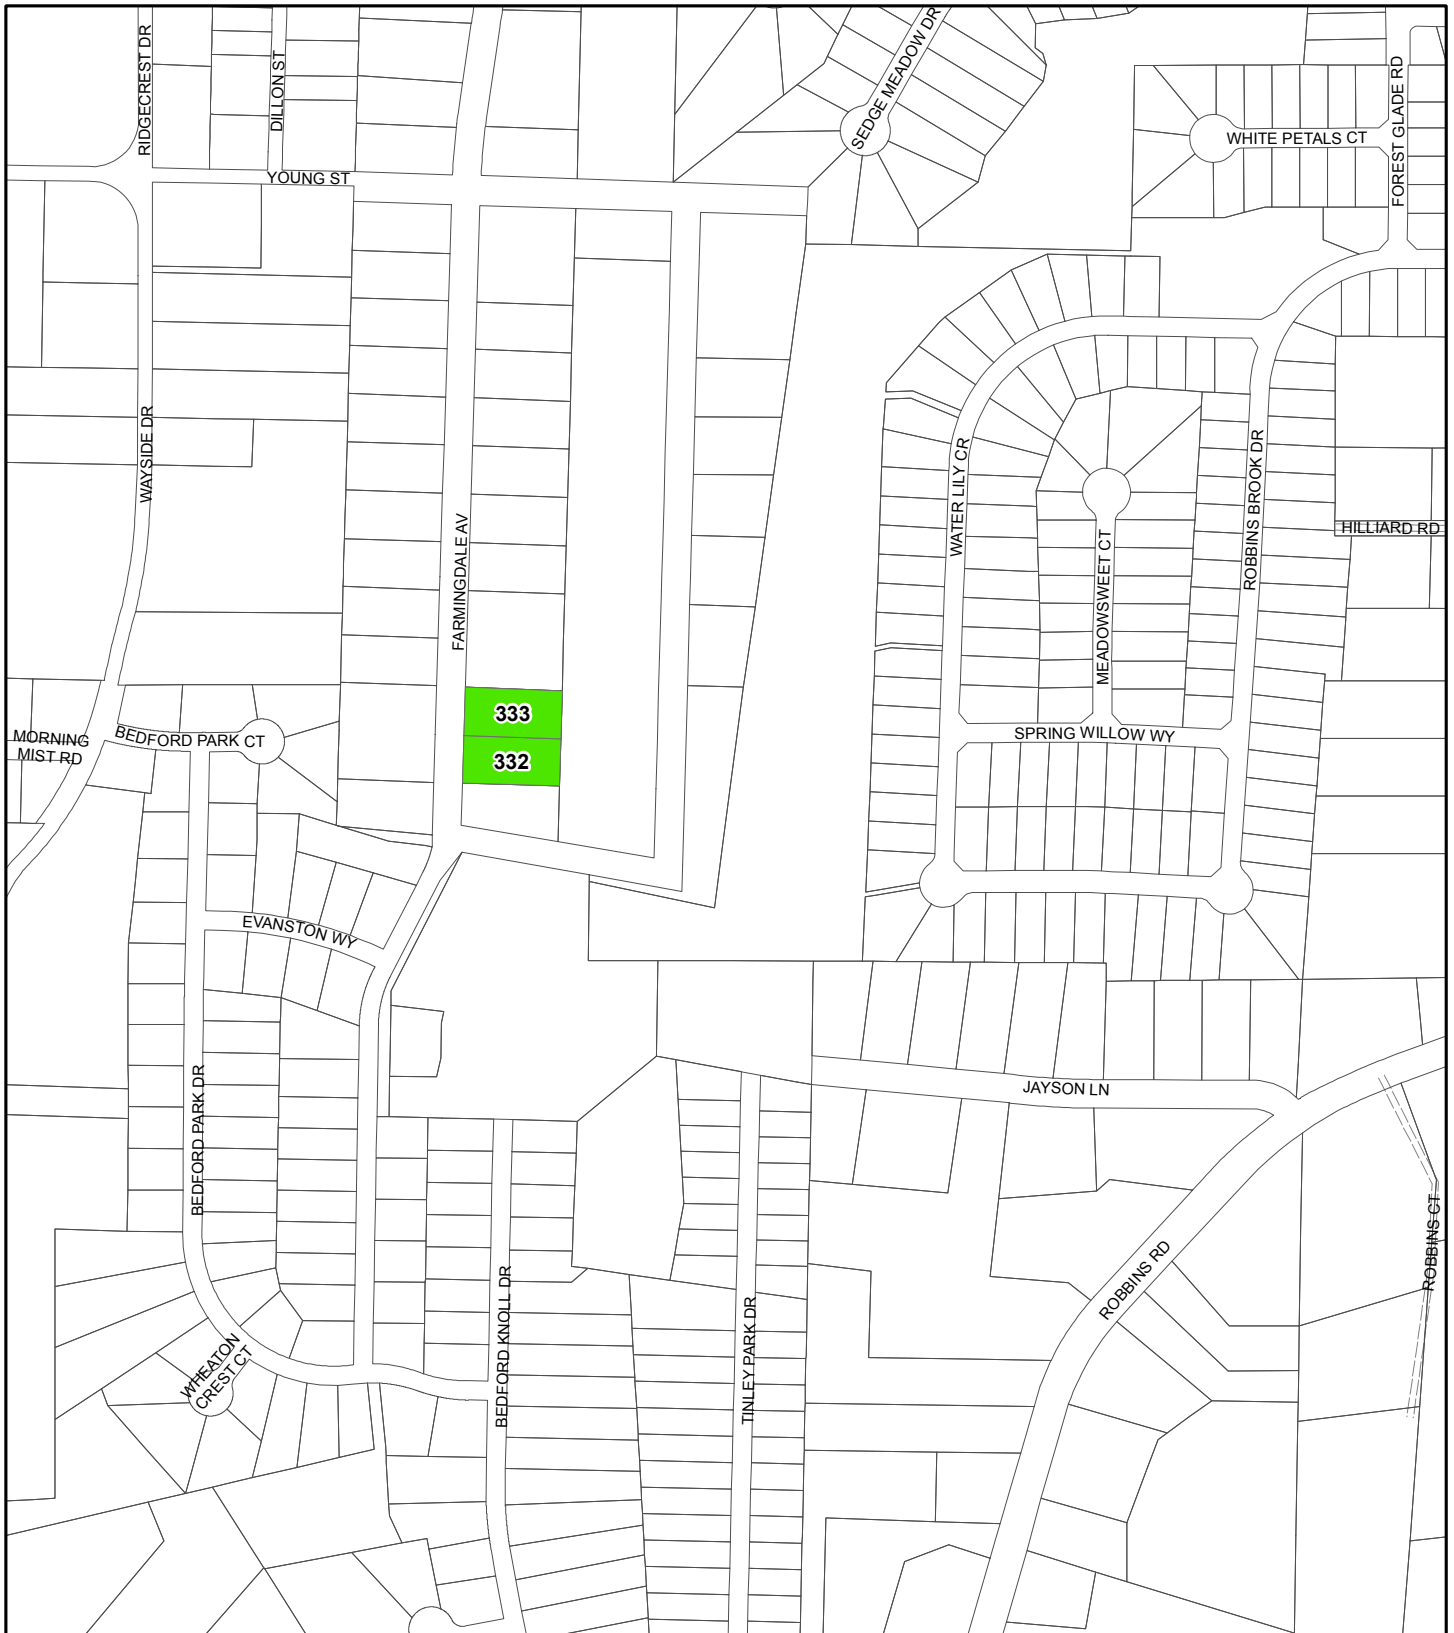 RIDGECREST DR
DILLON ST
SEDGE MEADOW DR
FOREST GLADE RD
WHITE PETALS CT
YOUNG ST
WAYSIDE DR
FARMINGDALE AV
WATER LILY CR
MEADOWSWEET CT
ROBBINS BROOK DR
HILLIARD RD
333
332
MORNING
MIST RD
BEDFORD PARK CT
SPRING WILLOW WY
EVANSTON WY
BEDFORD PARK DR
JAYSON LN
ROBBINS CT
ROBBINS RD
BEDFORD KNOLL DR
TINLEY PARK DR
WHEATON
CREST CT